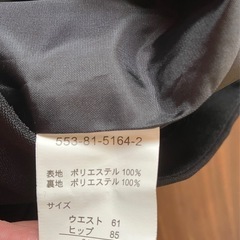 553-81-5164-2
表地 ポリエステル100%
裏地 ポリエステル100%
サイズ
ウエスト 61
ヒップ 85